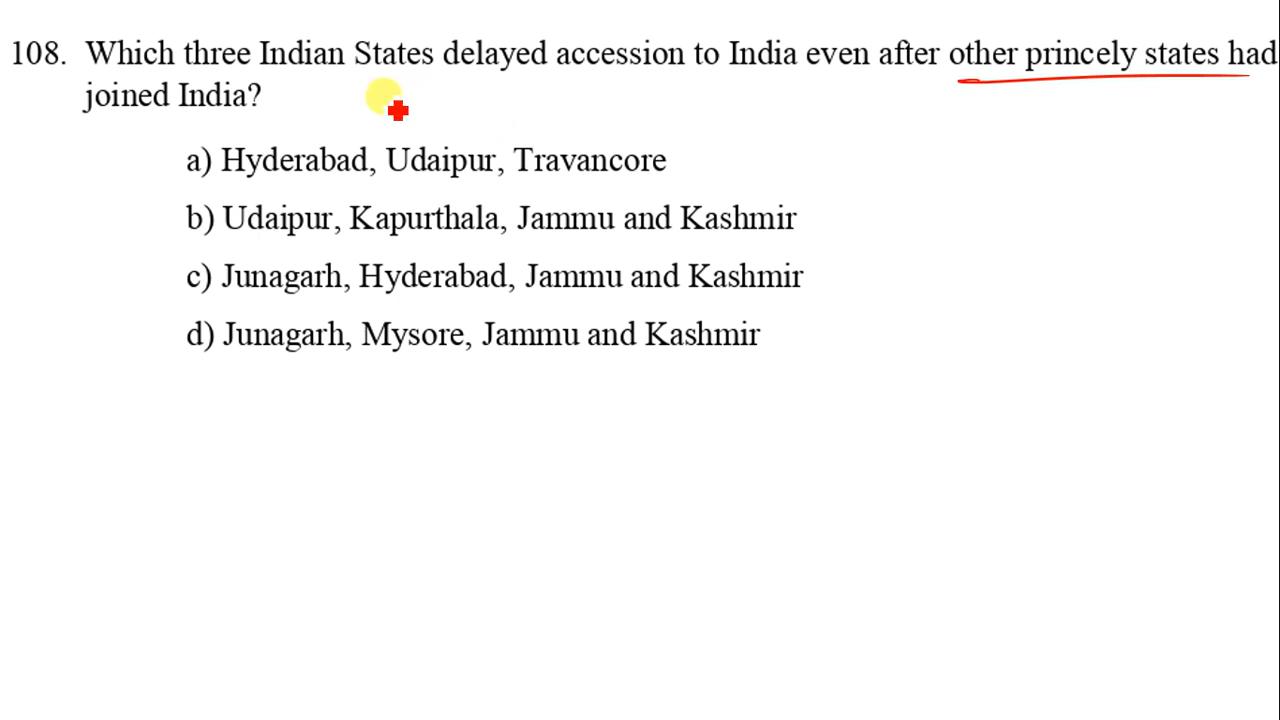 108. Which three Indian States delayed accession to India even after other princely states had
joined India?
a) Hyderabad, Udaipur, Travancore
b) Udaipur, Kapurthala, Jammu and Kashmir
c) Junagarh, Hyderabad, Jammu and Kashmir
d) Junagarh, Mysore, Jammu and Kashmir